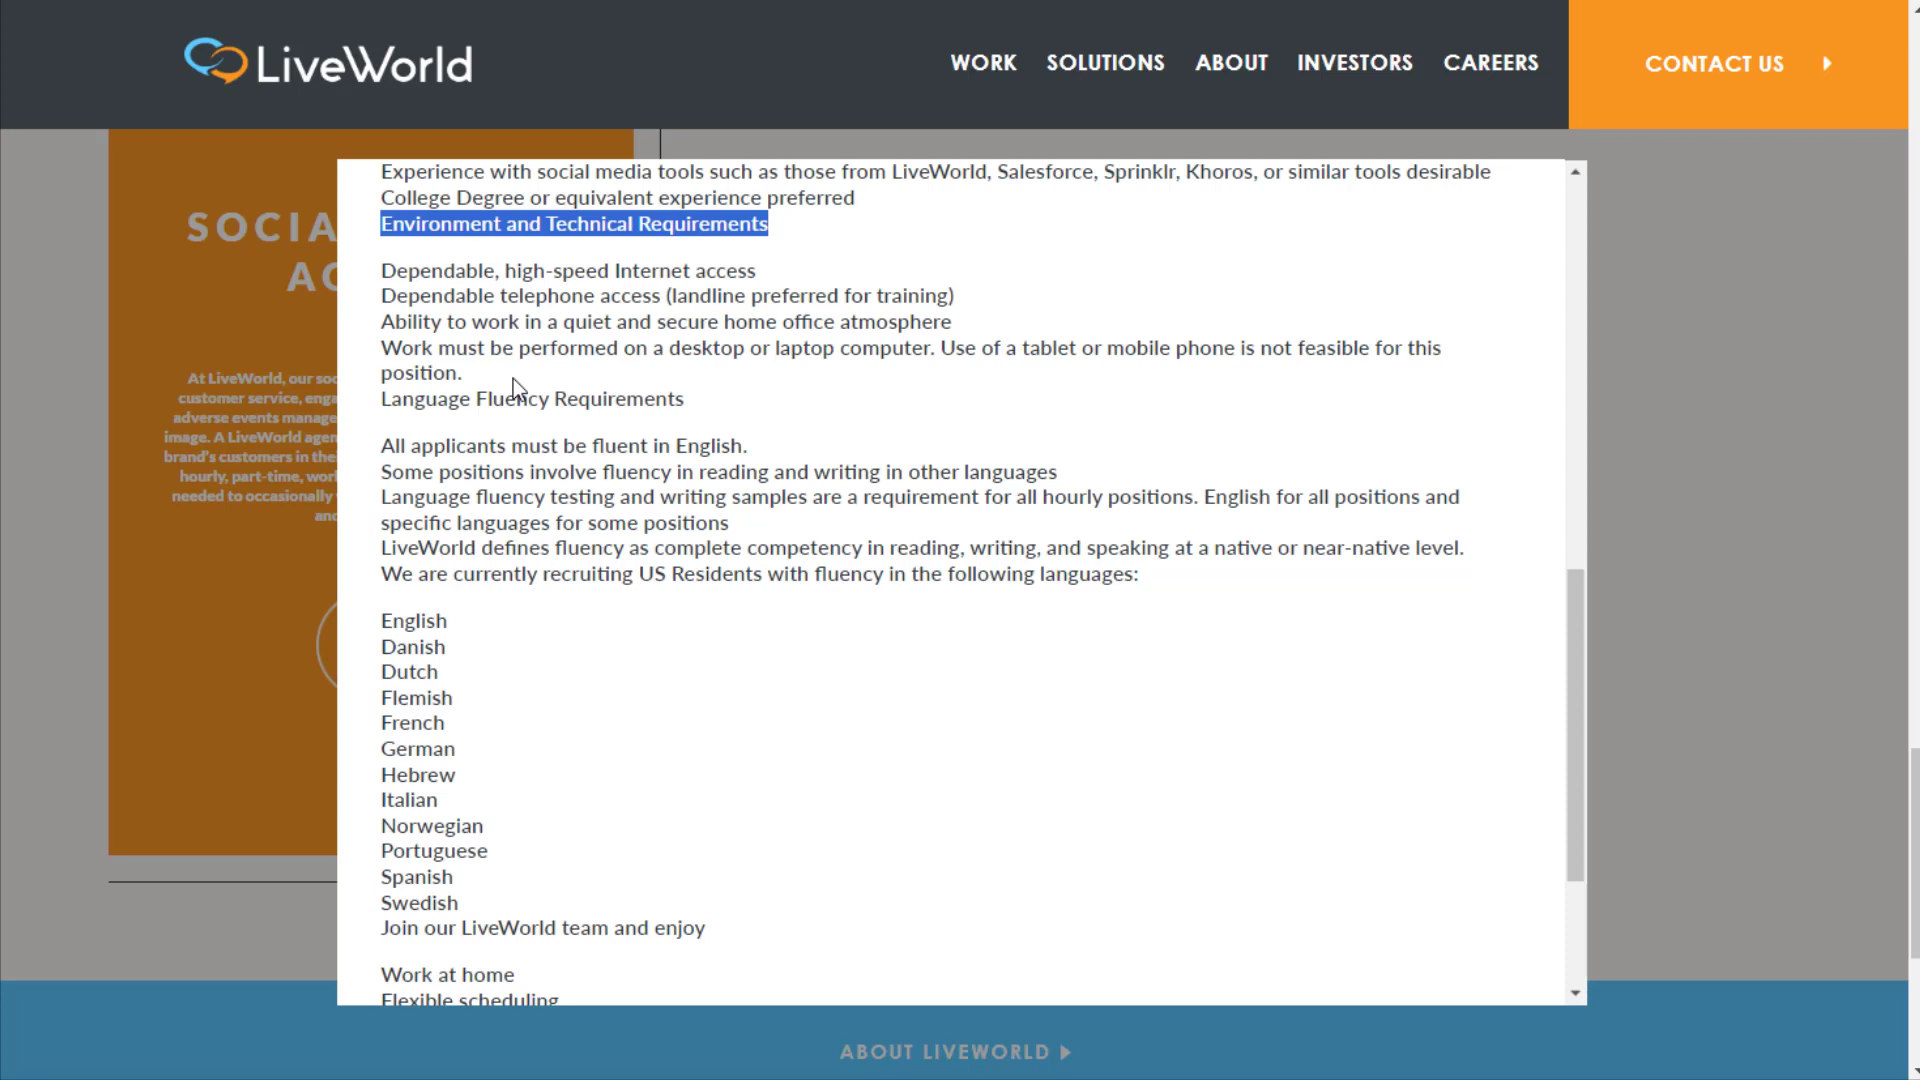 LiveWorld
WORK SOLUTIONS ABOUT INVESTORS CAREERS CONTACT US
SOCIA
AC
At LiveWorld, our soc
customer service, enga
adverse events manage
image. A LiveWorld agen
brand's customers in the
hourly, part-time, worl
needed to occasionally
and
Experience with social media tools such as those from LiveWorld, Salesforce, Sprinklr, Khoros, or similar tools desirable
College Degree or equivalent experience preferred
Environment and Technical Requirements
Dependable, high-speed Internet access
Dependable telephone access (landline preferred for training)
Ability to work in a quiet and secure home office atmosphere
Work must be performed on a desktop or laptop computer. Use of a tablet or mobile phone is not feasible for this
position.
Language Fluency Requirements
All applicants must be fluent in English.
Some positions involve fluency in reading and writing in other languages
Language fluency testing and writing samples are a requirement for all hourly positions. English for all positions and
specific languages for some positions
LiveWorld defines fluency as complete competency in reading, writing, and speaking at a native or near-native level.
We are currently recruiting US Residents with fluency in the following languages:
English
Danish
Dutch
Flemish
French
German
Hebrew
Italian
Norwegian
Portuguese
Spanish
Swedish
Join our LiveWorld team and enjoy
Work at home
Flexible scheduling
ABOUT LIVEWORLD